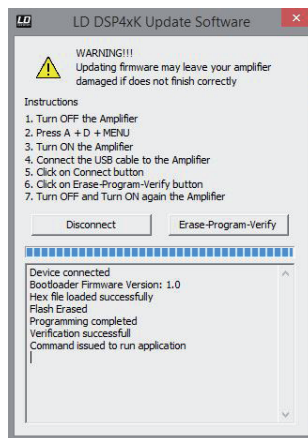 LD DSP4xK Update Software
WARNING!!!
Updating firmware may leave your amplifier
damaged if does not finish correctly
Instructions
1. Turn OFF the Amplifier
2. Press A + D + MENU
3. Turn ON the Amplifier
4. Connect the USB cable to the Amplifier
5. Click on Connect button
6. Click on Erase-Program-Verify button
7. Turn OFF and Turn ON again the Amplifier
Disconnect Erase-Program-Verify
Device connected
Bootloader Firmware Version: 1.0
Hex file loaded successfully
Flash Erased
Programming completed
Verification successfull
Command issued to run application